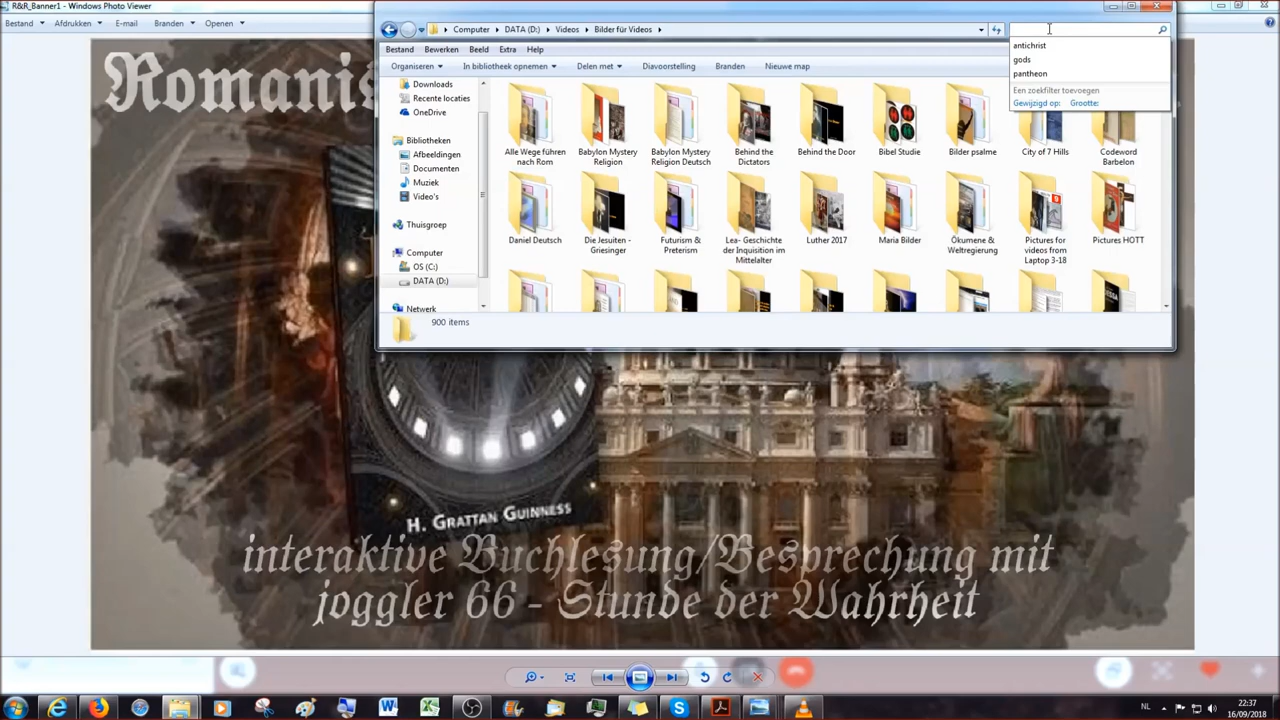 R&R_Banner1 - Windows Photo Viewer
Bestand Afdrukken E-mail Branden Openen
Computer DATA (D:) Videos Bilder für Videos
Bestand Bewerken Beeld Extra Help
Organiseren In bibliotheek opnemen Delen met Diavoorstelling Branden Nieuwe map
antichrist
gods
pantheon
Een zoekfilter toevoegen
Gewijzigd op: Grootte:
Downloads
Recente locaties
OneDrive
Bibliotheken
Afbeeldingen
Documenten
Muziek
Video's
Thuisgroep
Computer
OS (C:)
DATA (D:)
Netwerk
Alle Wege führen nach Rom
Babylon Mystery Religion
Babylon Mystery Religion Deutsch
Behind the Dictators
Behind the Door
Bibel Studie
Bilder psalme
City of 7 Hills
Codeword Barbelon
Daniel Deutsch
Die Jesuiten - Griesinger
Futurism & Preterism
Lea- Geschichte der Inquisition im Mittelalter
Luther 2017
Maria Bilder
Ökumene & Weltregierung
Pictures for videos from Laptop 3-18
Pictures HOTT
900 items
H. GRATTAN GUINNESS
interaktive Buchlesung/Besprechung mit
joggler 66 - Stunde der Wahrheit
NL
22:37
16/09/2018